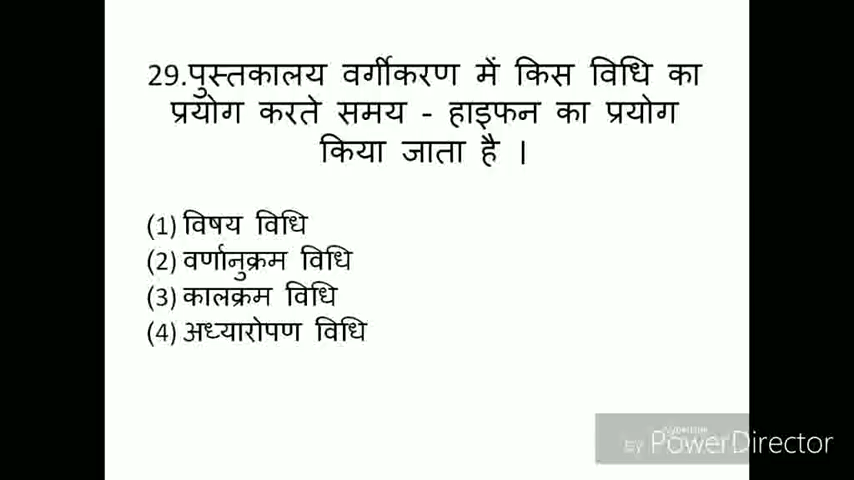 29.पुस्तकालय वर्गीकरण में किस विधि का
प्रयोग करते समय - हाइफन का प्रयोग
किया जाता है ।
(1) विषय विधि
(2) वर्णानुक्रम विधि
(3) कालक्रम विधि
(4) अध्यारोपण विधि
by PowerDirector